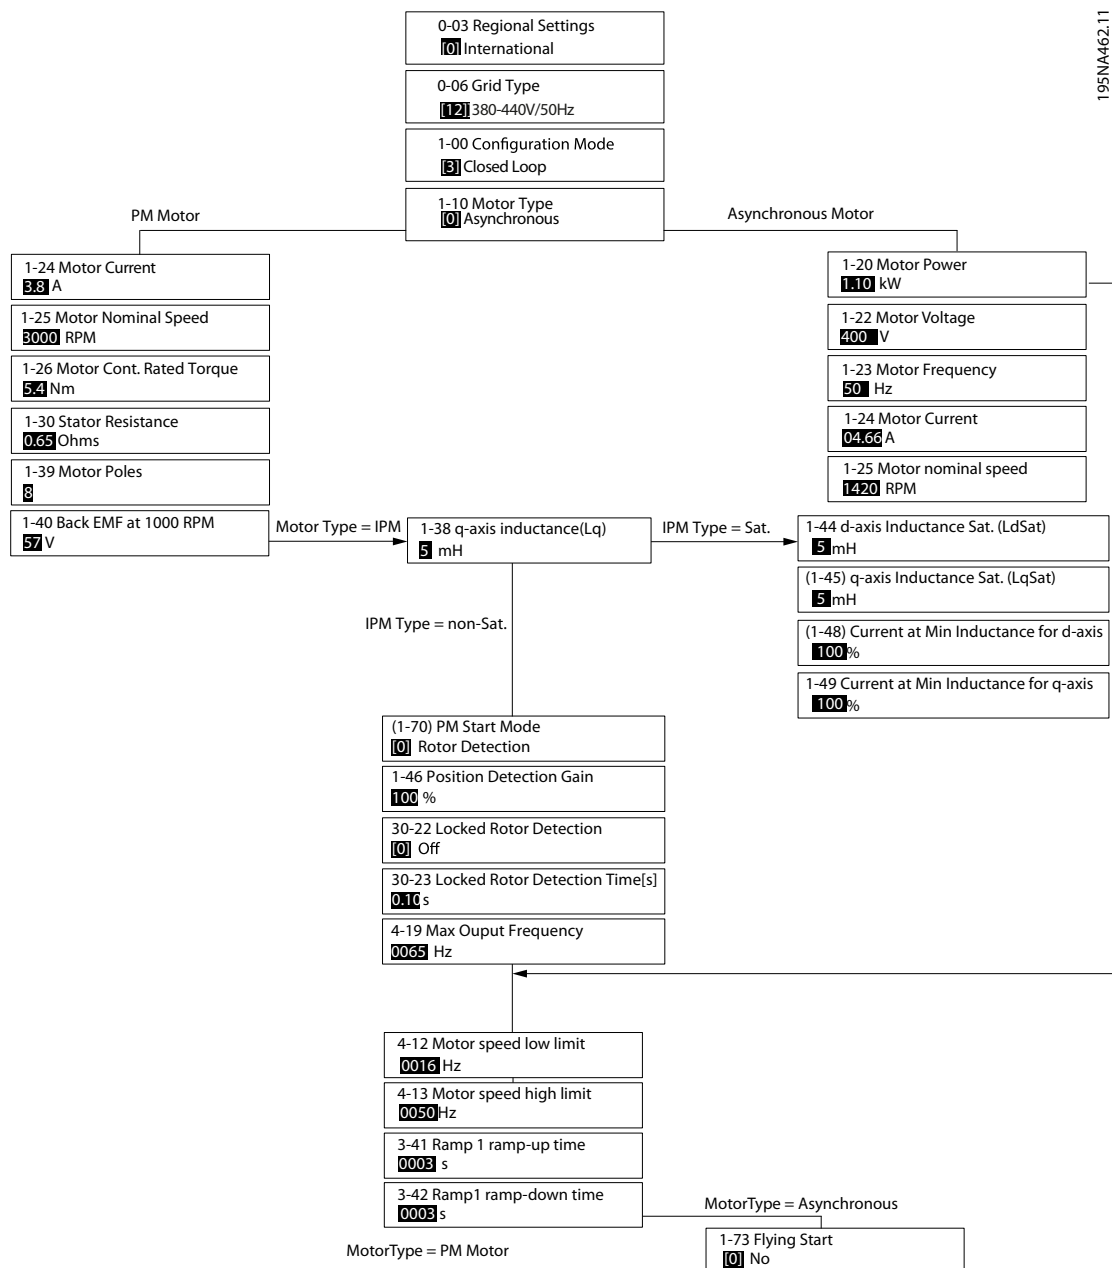 195NA462.11
0-03 Regional Settings
[0] International
0-06 Grid Type
[12] 380-440V/50Hz
1-00 Configuration Mode
[3] Closed Loop
1-10 Motor Type
[0] Asynchronous
PM Motor
Asynchronous Motor
1-24 Motor Current
3.8 A
1-25 Motor Nominal Speed
3000 RPM
1-26 Motor Cont. Rated Torque
5.4 Nm
1-30 Stator Resistance
0.65 Ohms
1-39 Motor Poles
8
1-40 Back EMF at 1000 RPM
57 V
1-20 Motor Power
1.10 kW
1-22 Motor Voltage
400 V
1-23 Motor Frequency
50 Hz
1-24 Motor Current
04.66 A
1-25 Motor nominal speed
1420 RPM
Motor Type = IPM
1-38 q-axis inductance(Lq)
5 mH
IPM Type = Sat.
1-44 d-axis Inductance Sat. (LdSat)
5 mH
(1-45) q-axis Inductance Sat. (LqSat)
5 mH
(1-48) Current at Min Inductance for d-axis
100 %
1-49 Current at Min Inductance for q-axis
100 %
IPM Type = non-Sat.
(1-70) PM Start Mode
[0] Rotor Detection
1-46 Position Detection Gain
100 %
30-22 Locked Rotor Detection
[0] Off
30-23 Locked Rotor Detection Time[s]
0.10 s
4-19 Max Ouput Frequency
0065 Hz
4-12 Motor speed low limit
0016 Hz
4-13 Motor speed high limit
0050 Hz
3-41 Ramp 1 ramp-up time
0003 s
3-42 Ramp1 ramp-down time
0003 s
MotorType = Asynchronous
MotorType = PM Motor
1-73 Flying Start
[0] No